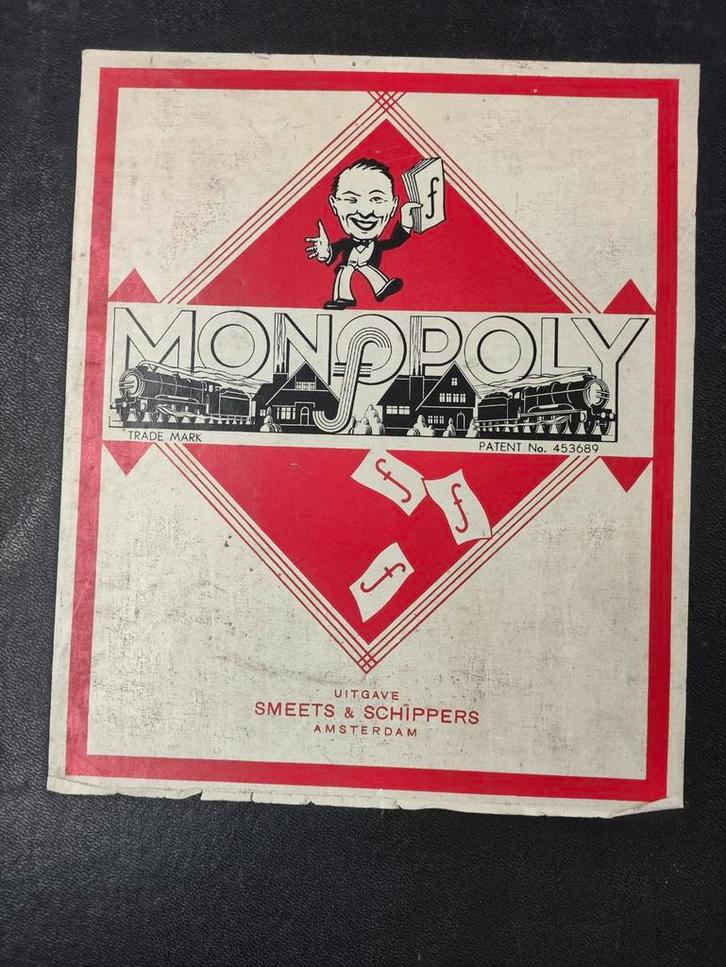 f
MONOPOLY
f
TRADE MARK
PATENT No. 453689
f
f
f
UITGAVE
SMEETS & SCHIPPERS
AMSTERDAM